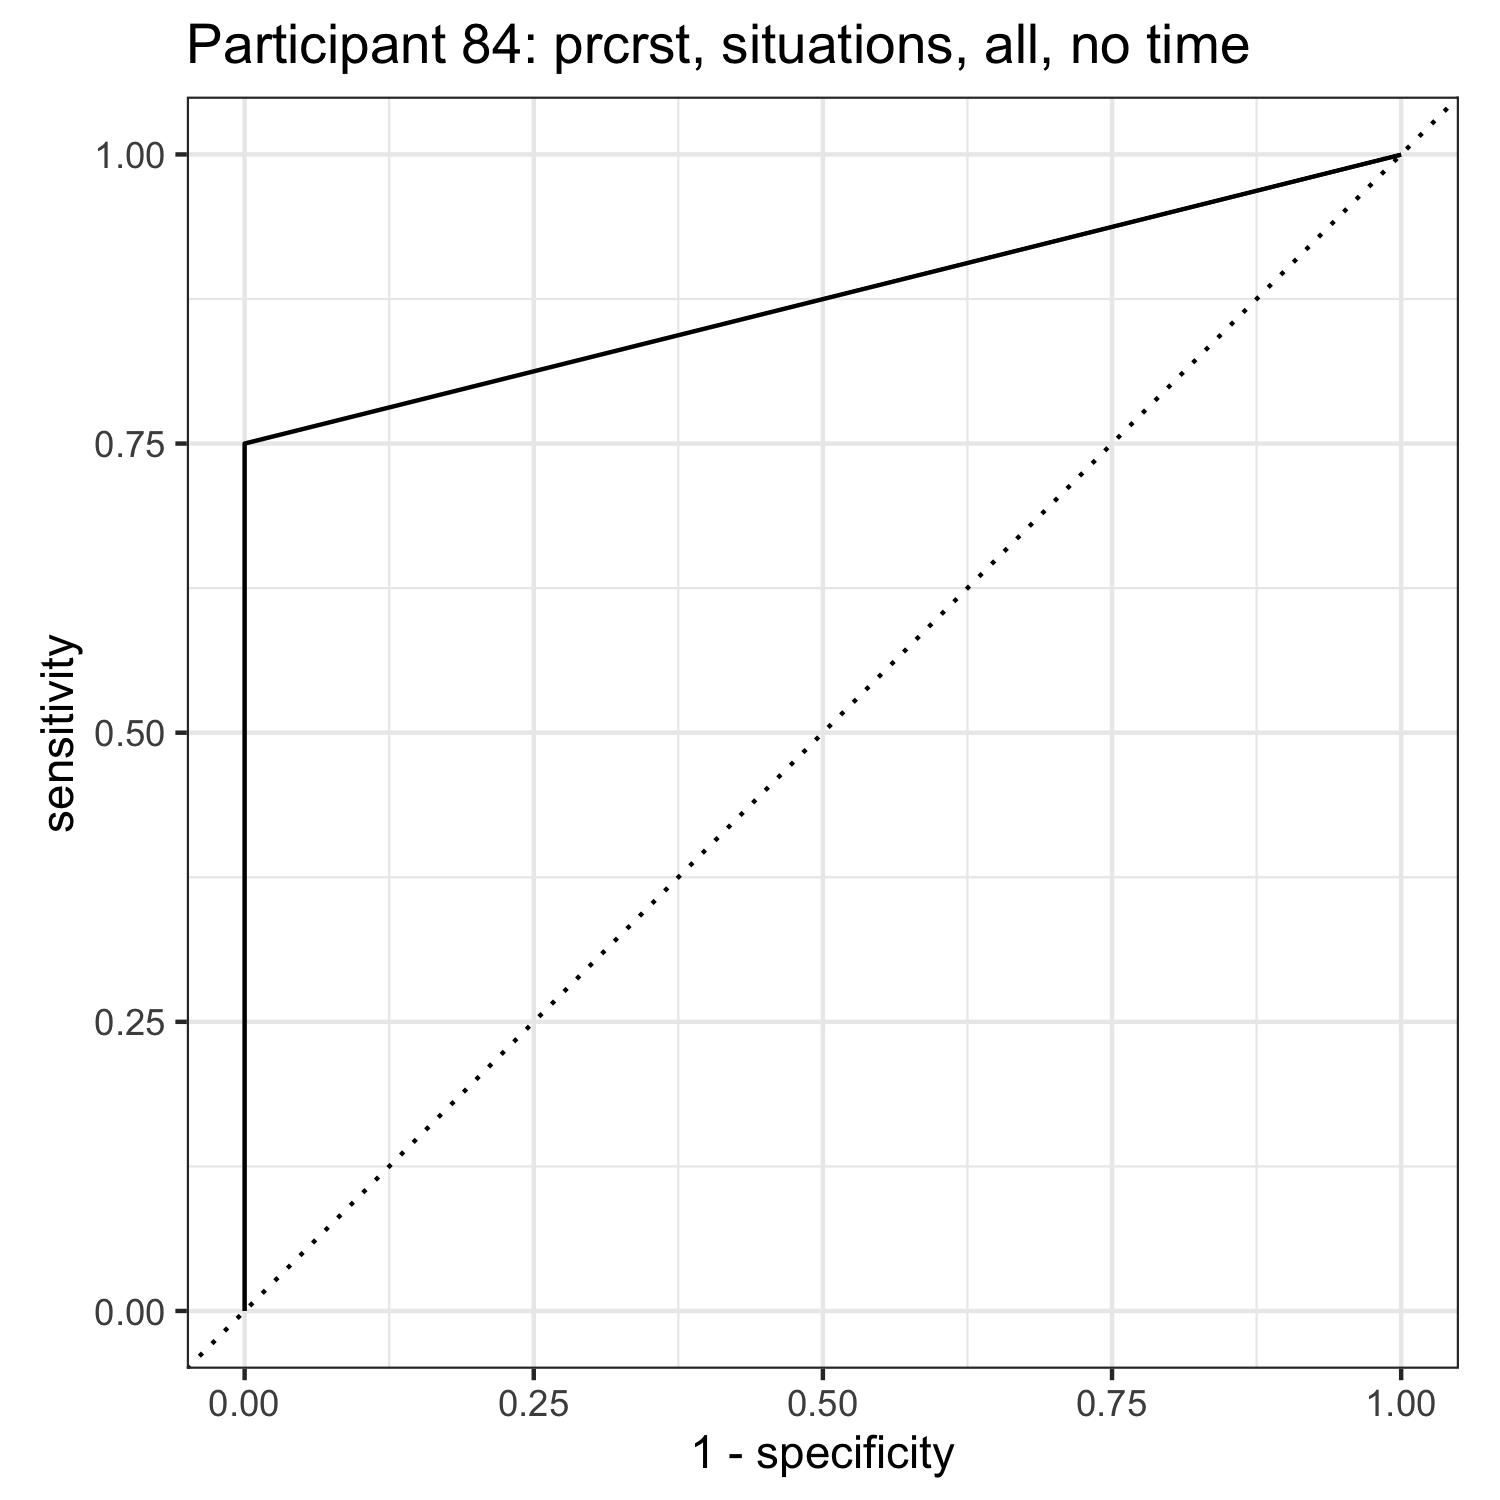 Participant 84: prcrst, situations, all, no time
1.00
0.75
0.50
0.25
0.00
sensitivity
0.00 0.25 0.50 0.75 1.00
1 - specificity